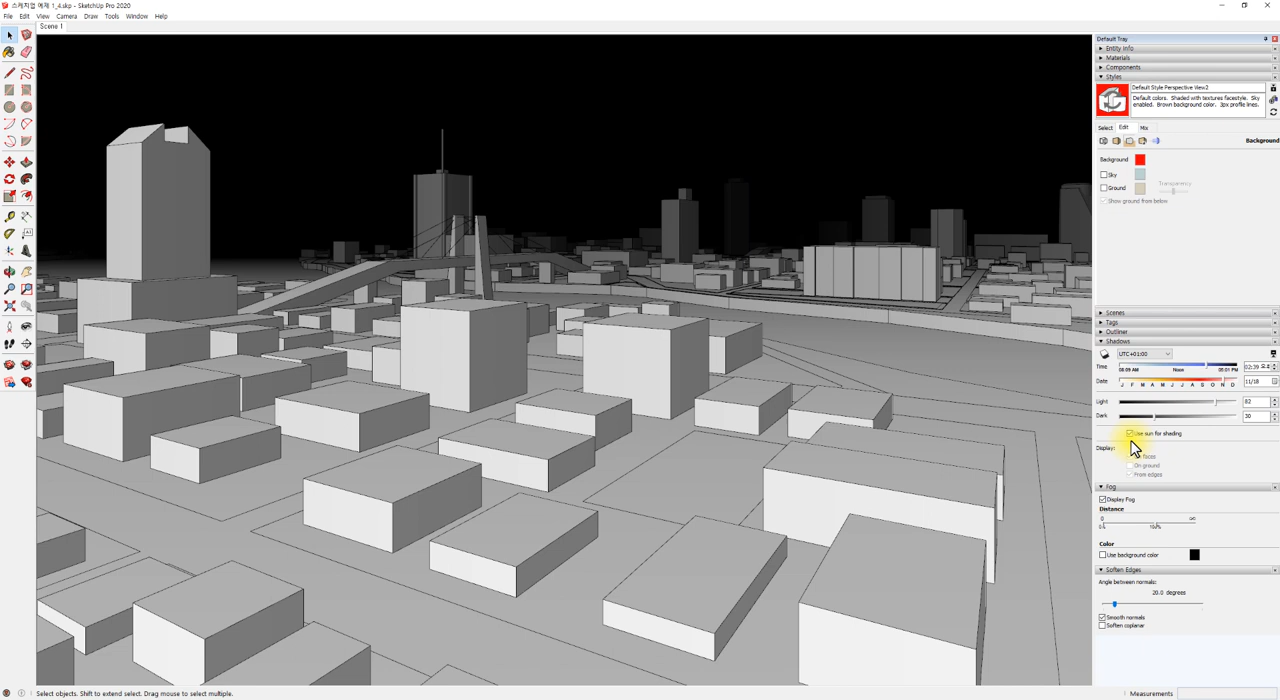 스케치업 예제 1_4.skp - SketchUp Pro 2020
File Edit View Camera Draw Tools Window Help
Scene 1
Default Tray
Entity Info
Materials
Components
Styles
Default Style Perspective View2
Default colors. Shaded with textures facestyle. Sky
enabled. Brown background color. 3px profile lines.
Select Edit Mix
Background
Background
Sky
Transparency
Ground
Show ground from below
Scenes
Tags
Outliner
Shadows
UTC+01:00
Time
02:39 오후
08:09 AM Noon 05:01 PM
Date
11/18
J F M A M J J A S O N D
Light 82
Dark 30
Use sun for shading
Display:
faces
On ground
From edges
Fog
Display Fog
Distance
0 ∞
0%
Color
Use background color
Soften Edges
Angle between normals:
20.0 degrees
Smooth normals
Soften coplanar
Select objects. Shift to extend select. Drag mouse to select multiple.
Measurements